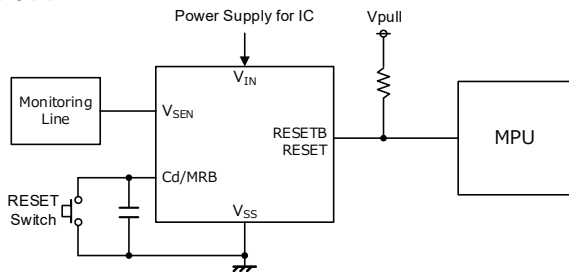 Power Supply for IC
Vpull
VIN
Monitoring
Line
VSEN
RESETB
RESET
MPU
Cd/MRB
RESET
Switch
VSS